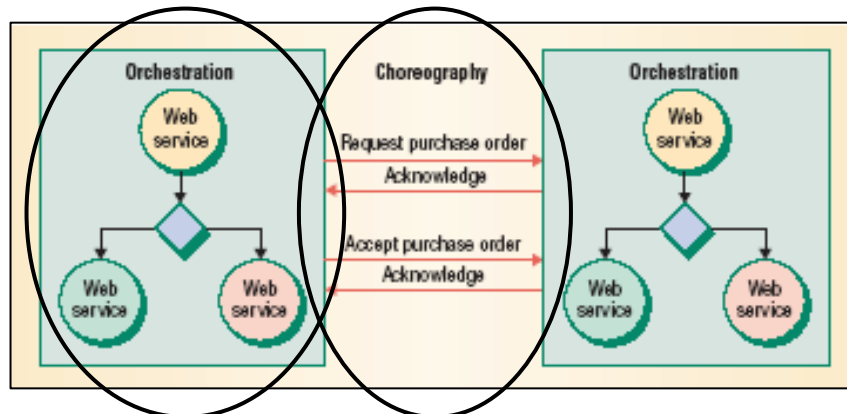 Orchestration
Web
service
Web
service
Web
service
Choreography
Request purchase order
Acknowledge
Accept purchase order
Acknowledge
Orchestration
Web
service
Web
service
Web
service